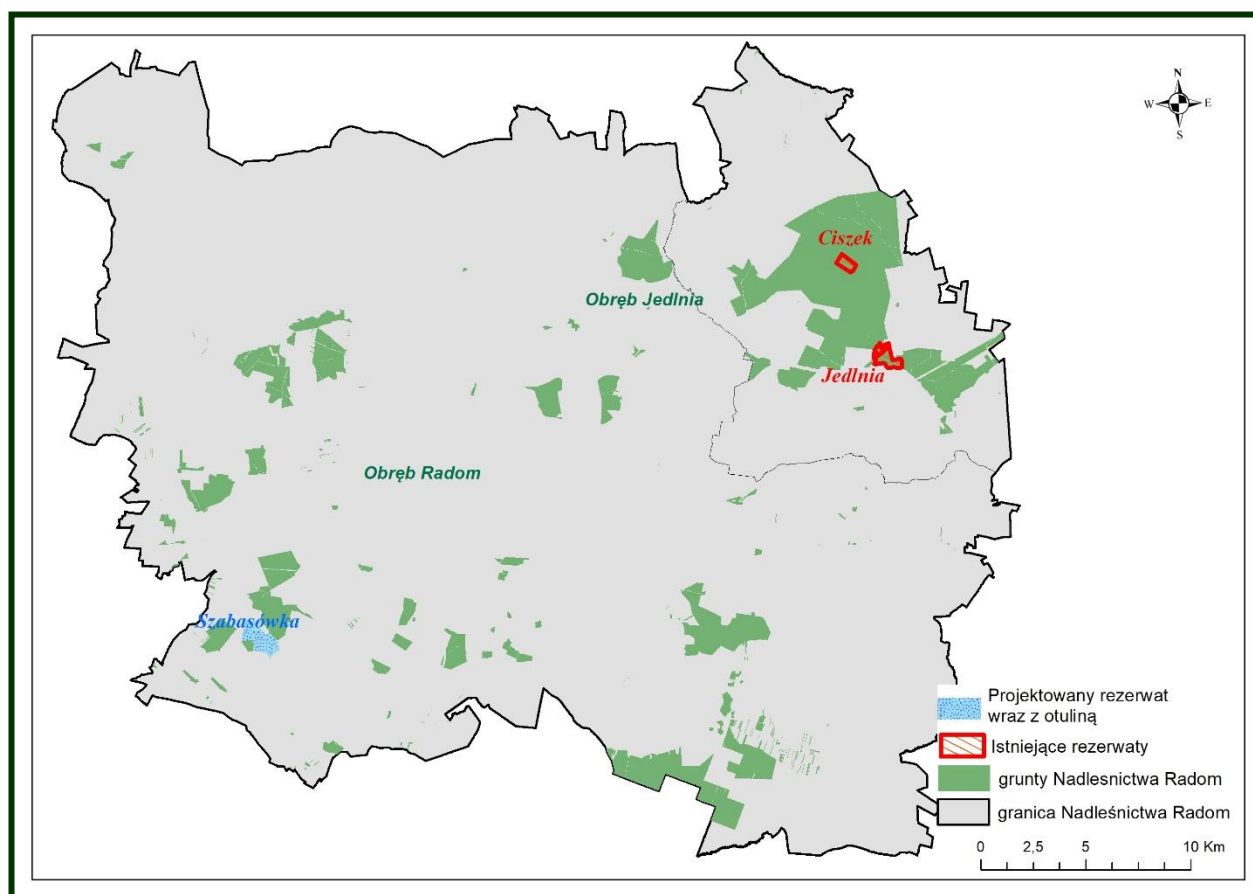 N
W E
S
Ciszek
Obręb Jedlnia
Jedlnia
Obręb Radom
Szabasówka
Projektowany rezerwat
wraz z otuliną
Istniejące rezerwaty
grunty Nadlesnictwa Radom
granica Nadleśnictwa Radom
0 2,5 5 10 Km